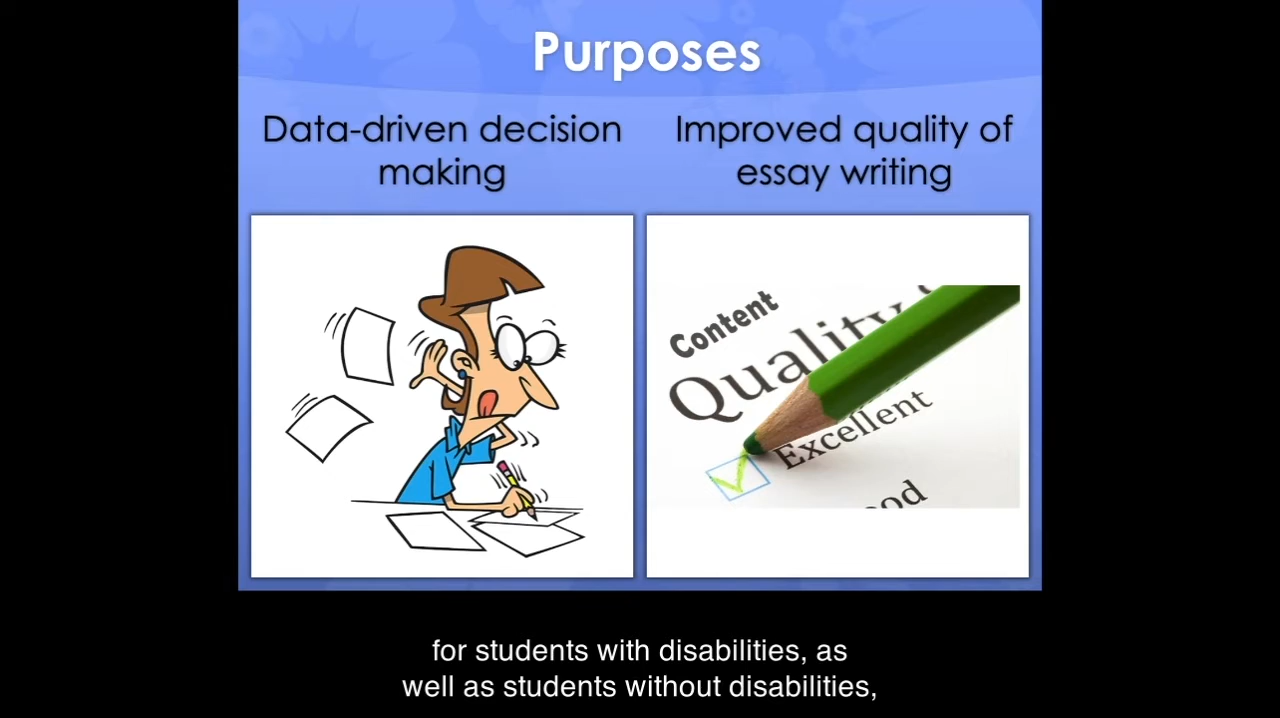 Purposes
Data-driven decision
making
Improved quality of
essay writing
Content
Quality
Excellent
for students with disabilities, as
well as students without disabilities,